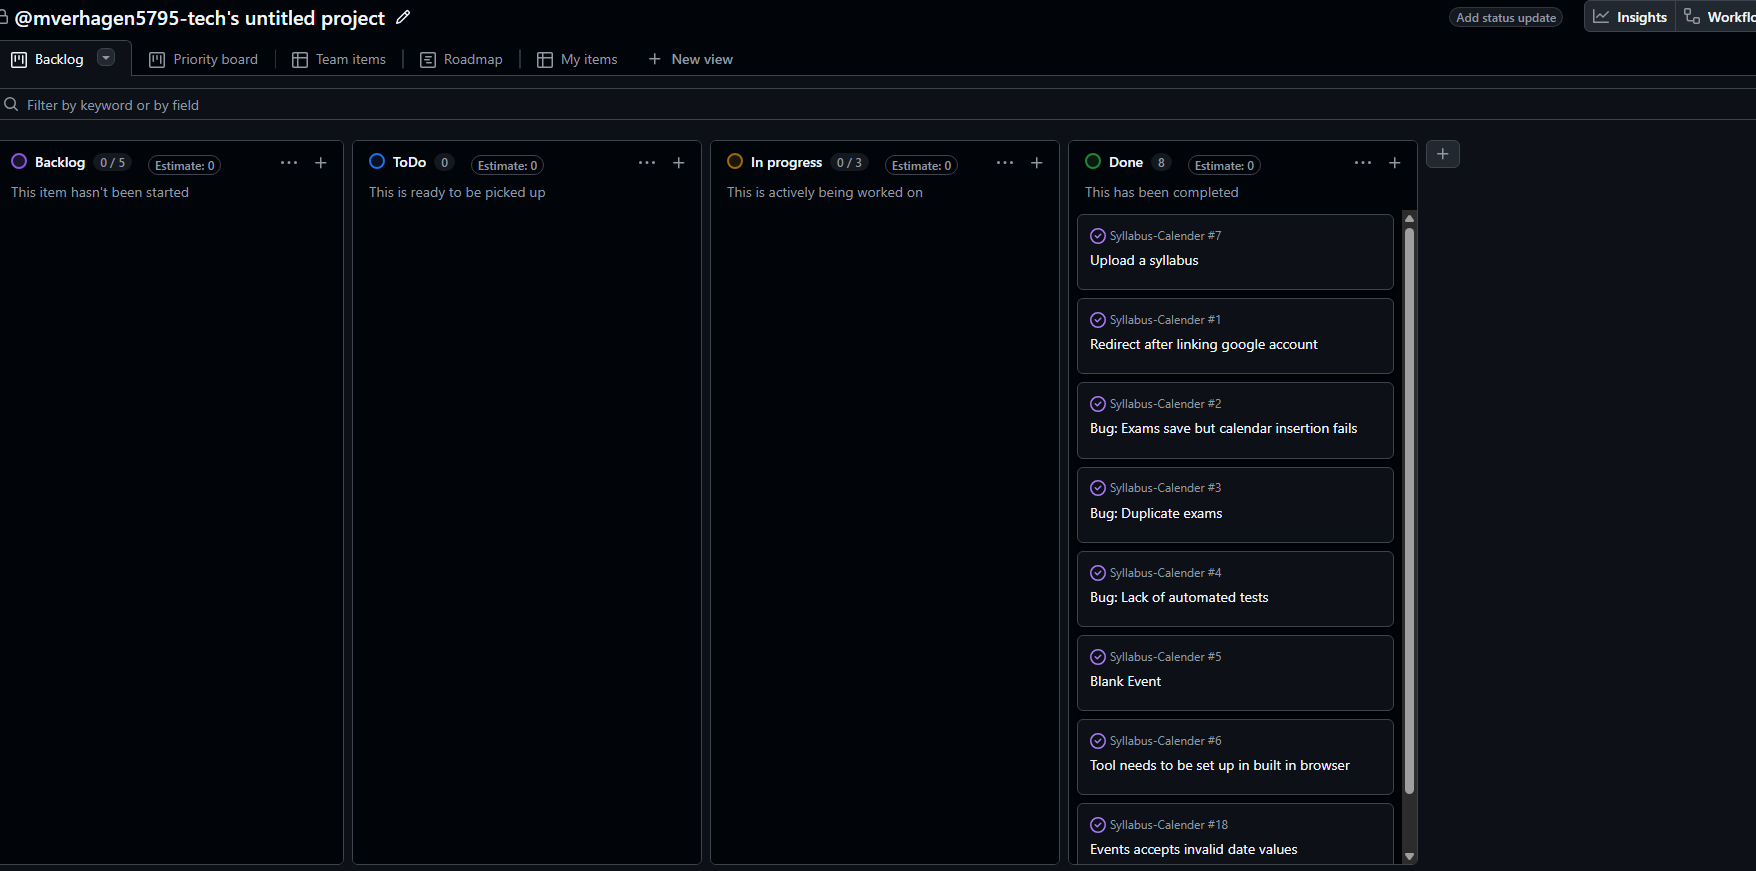 @mverhagen5795-tech's untitled project
Add status update
Insights
Backlog
Priority board
Team items
Roadmap
My items
New view
Filter by keyword or by field
Backlog 0 / 5 Estimate: 0
This item hasn't been started
ToDo 0 Estimate: 0
This is ready to be picked up
In progress 0 / 3 Estimate: 0
This is actively being worked on
Done 8 Estimate: 0
This has been completed
Syllabus-Calender #7
Upload a syllabus
Syllabus-Calender #1
Redirect after linking google account
Syllabus-Calender #2
Bug: Exams save but calendar insertion fails
Syllabus-Calender #3
Bug: Duplicate exams
Syllabus-Calender #4
Bug: Lack of automated tests
Syllabus-Calender #5
Blank Event
Syllabus-Calender #6
Tool needs to be set up in built in browser
Syllabus-Calender #18
Events accepts invalid date values